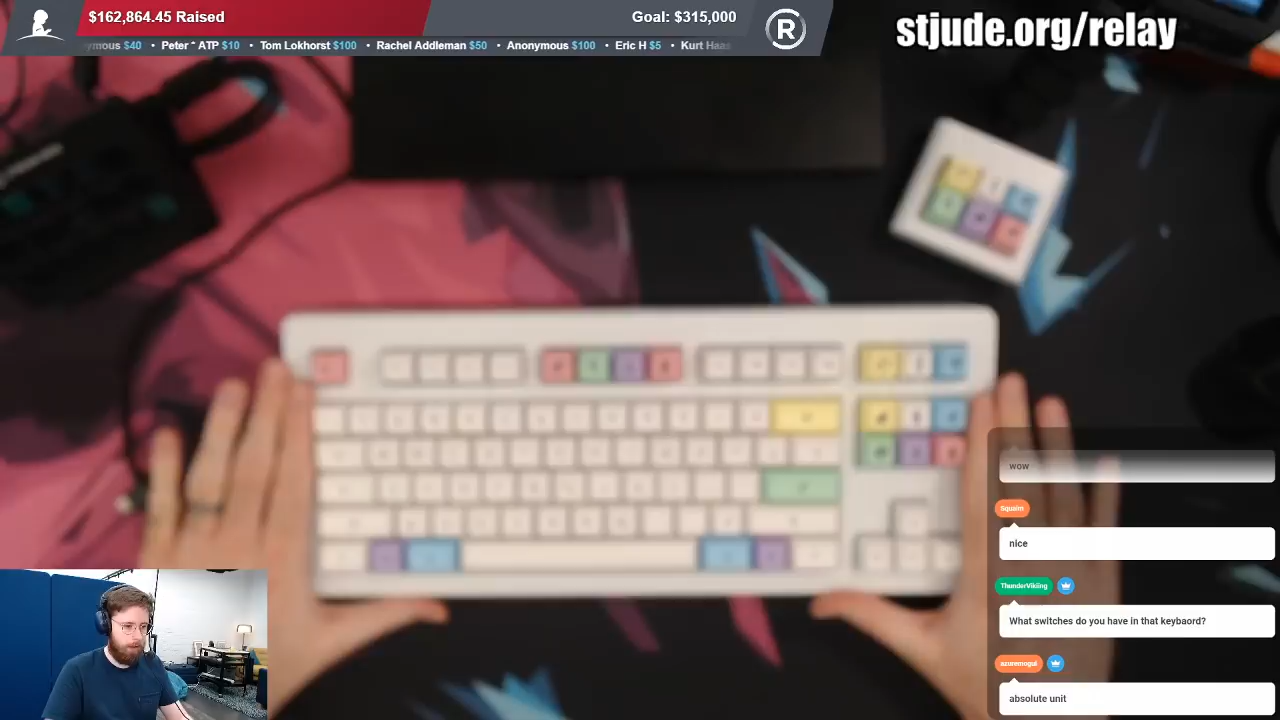 $162,864.45 Raised
Goal: $315,000
R
ymous $40 • Peter ^ ATP $10 • Tom Lokhorst $100 • Rachel Addleman $50 • Anonymous $100 • Eric H $5 • Kurt Haas
stjude.org/relay
wow
Squalm
nice
ThunderViking
What switches do you have in that keybaord?
azuremogul
absolute unit